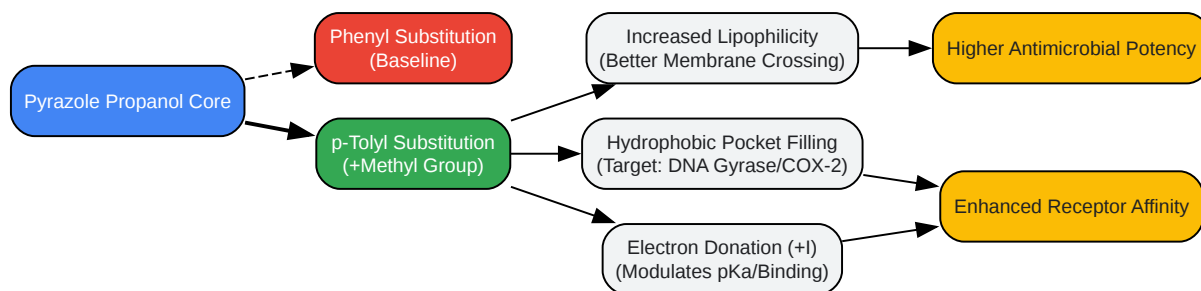 Pyrazole Propanol Core
Phenyl Substitution
(Baseline)
p-Tolyl Substitution
(+Methyl Group)
Increased Lipophilicity
(Better Membrane Crossing)
Hydrophobic Pocket Filling
(Target: DNA Gyrase/COX-2)
Electron Donation (+I)
(Modulates pKa/Binding)
Higher Antimicrobial Potency
Enhanced Receptor Affinity